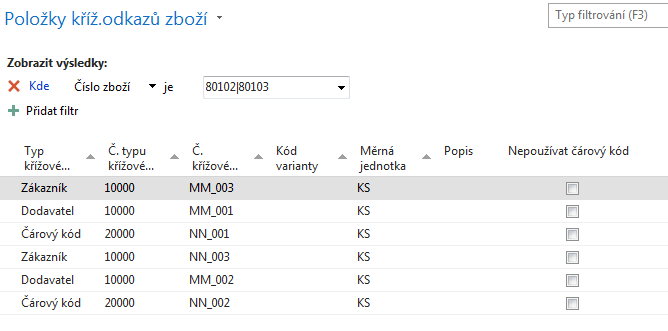 Položky kříž.odkazů zboží
Typ filtrování (F3)
Zobrazit výsledky:
Kde Číslo zboží je 80102|80103
Přidat filtr
Typ křížové... Č. typu křížové... Č. křížové... Kód varianty Měrná jednotka Popis Nepoužívat čárový kód
Zákazník 10000 MM_003 KS
Dodavatel 10000 MM_001 KS
Čárový kód 20000 NN_001 KS
Zákazník 10000 NN_003 KS
Dodavatel 10000 MM_002 KS
Čárový kód 20000 NN_002 KS